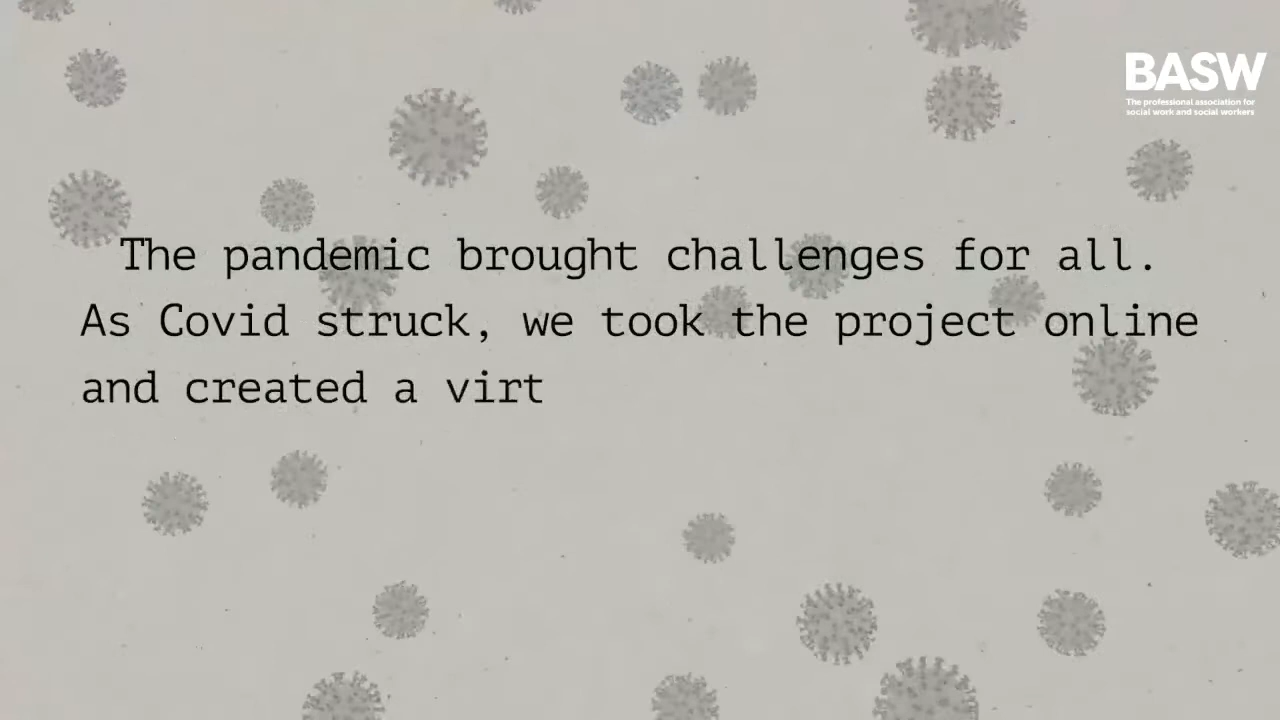 BASW
The professional association for
social work and social workers
The pandemic brought challenges for all.
As Covid struck, we took the project online
and created a virt